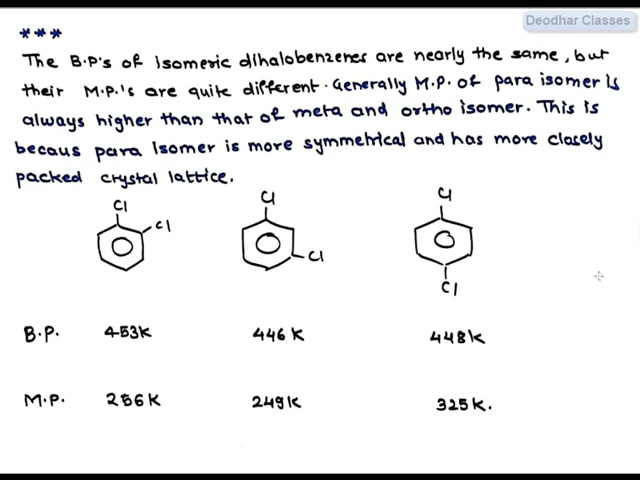 Deodhar Classes
***
The B.P's of isomeric dihalobenzenes are nearly the same, but
their M.P.'s are quite different. Generally M.P. of para isomer is
always higher than that of meta and ortho isomer. This is
becaus para isomer is more symmetrical and has more closely
packed crystal lattice.
Cl Cl Cl
Cl Cl Cl
B.P. 453K 446K 448K
M.P. 256K 249K 325K.